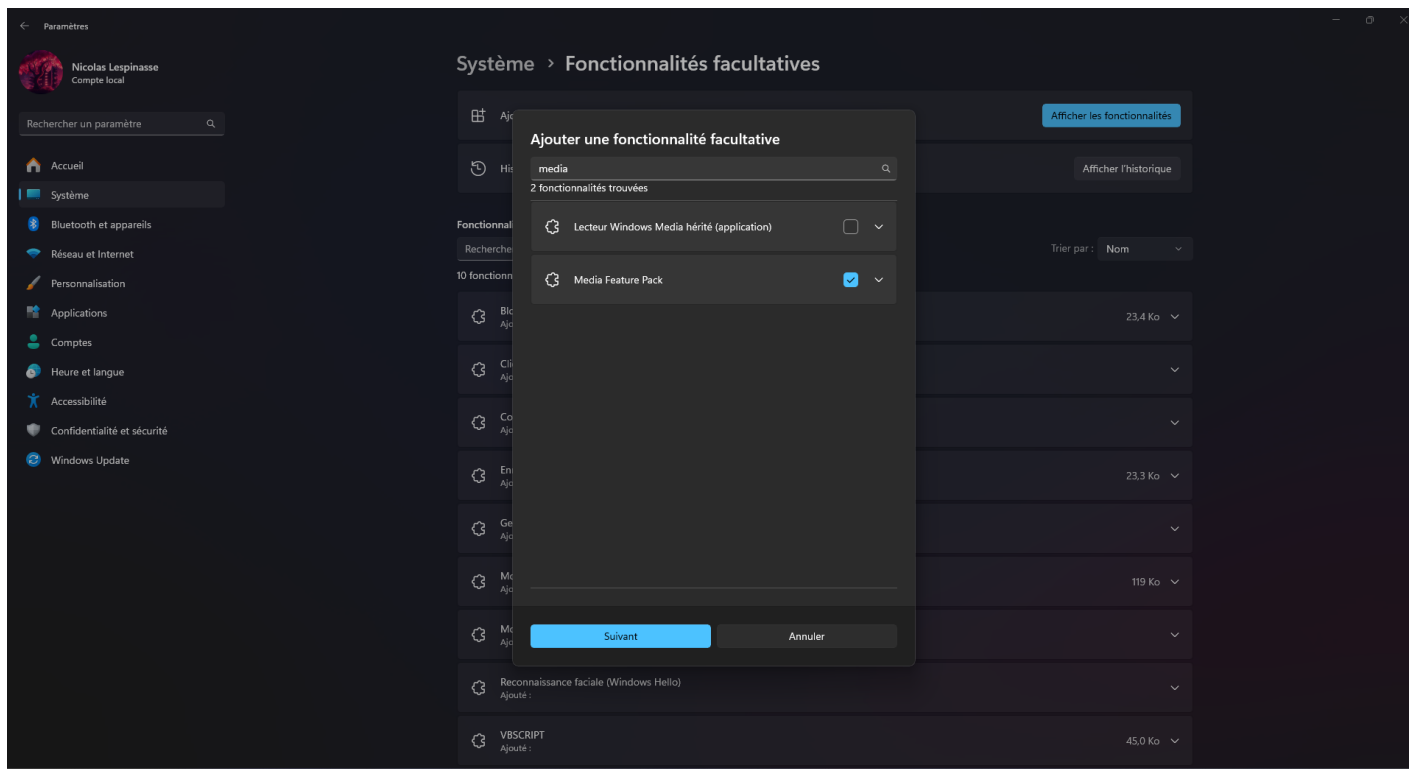 Paramètres
Nicolas Lespinasse
Compte local
Rechercher un paramètre
Accueil
Système
Bluetooth et appareils
Réseau et Internet
Personnalisation
Applications
Comptes
Heure et langue
Accessibilité
Confidentialité et sécurité
Windows Update
Système > Fonctionnalités facultatives
Afficher les fonctionnalités
Afficher l'historique
Trier par : Nom
23,4 Ko
23,3 Ko
119 Ko
Reconnaissance faciale (Windows Hello)
Ajouté :
VBSCRIPT
Ajouté :
45,0 Ko
Ajouter une fonctionnalité facultative
media
2 fonctionnalités trouvées
Lecteur Windows Media hérité (application)
Media Feature Pack
Suivant
Annuler